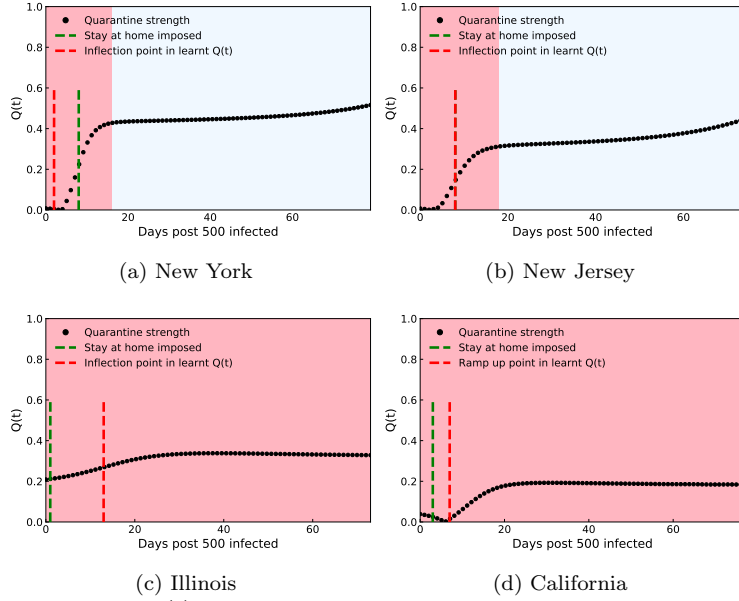 Quarantine strength
Stay at home imposed
Inflection point in learnt Q(t)
1.0
0.8
0.6
0.4
0.2
0.0
Q(t)
0
20
40
60
Days post 500 infected
(a) New York
Quarantine strength
Stay at home imposed
Inflection point in learnt Q(t)
1.0
0.8
0.6
0.4
0.2
0.0
Q(t)
0
20
40
60
Days post 500 infected
(b) New Jersey
Quarantine strength
Stay at home imposed
Inflection point in learnt Q(t)
1.0
0.8
0.6
0.4
0.2
0.0
Q(t)
0
20
40
60
Days post 500 infected
(c) Illinois
Quarantine strength
Stay at home imposed
Ramp up point in learnt Q(t)
1.0
0.8
0.6
0.4
0.2
0.0
Q(t)
0
20
40
60
Days post 500 infected
(d) California